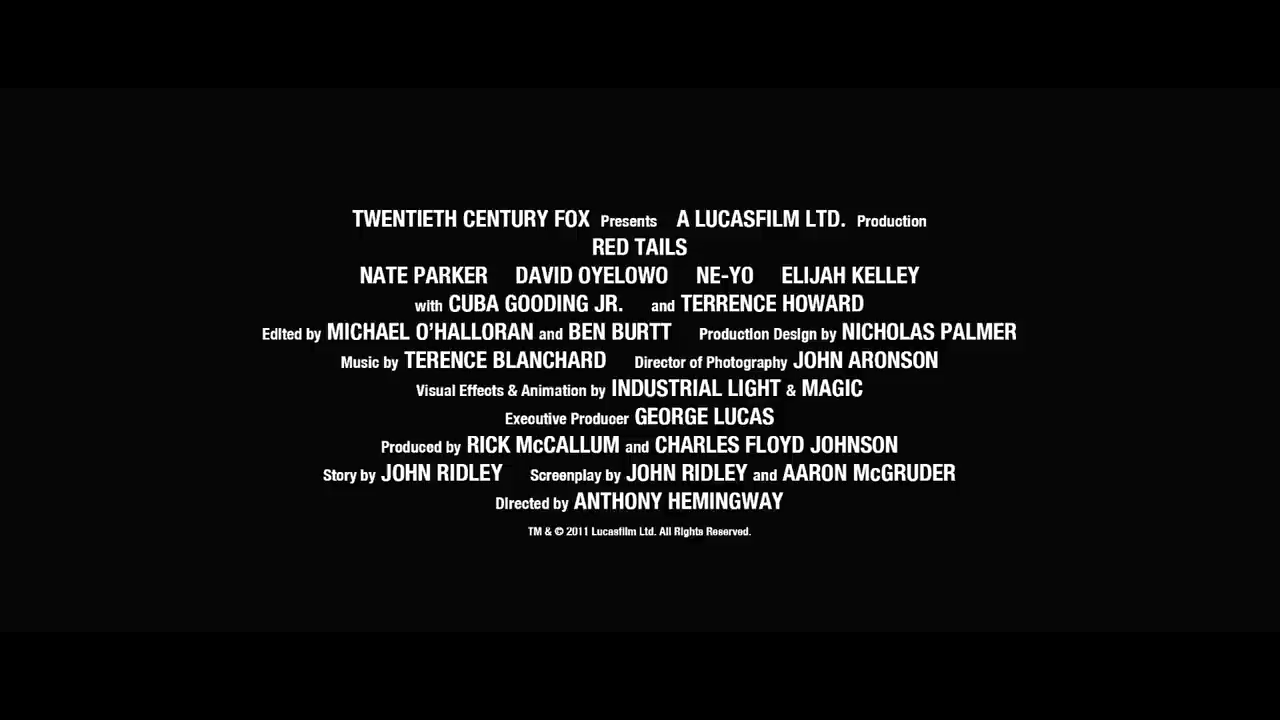 TWENTIETH CENTURY FOX Presents A LUCASFILM LTD. Production
RED TAILS
NATE PARKER DAVID OYELOWO NE-YO ELIJAH KELLEY
with CUBA GOODING JR. and TERRENCE HOWARD
Edited by MICHAEL O'HALLORAN and BEN BURTT Production Design by NICHOLAS PALMER
Music by TERENCE BLANCHARD Director of Photography JOHN ARONSON
Visual Effects & Animation by INDUSTRIAL LIGHT & MAGIC
Executive Producer GEORGE LUCAS
Produced by RICK McCALLUM and CHARLES FLOYD JOHNSON
Story by JOHN RIDLEY Screenplay by JOHN RIDLEY and AARON McGRUDER
Directed by ANTHONY HEMINGWAY
TM & © 2011 Lucasfilm Ltd. All Rights Reserved.